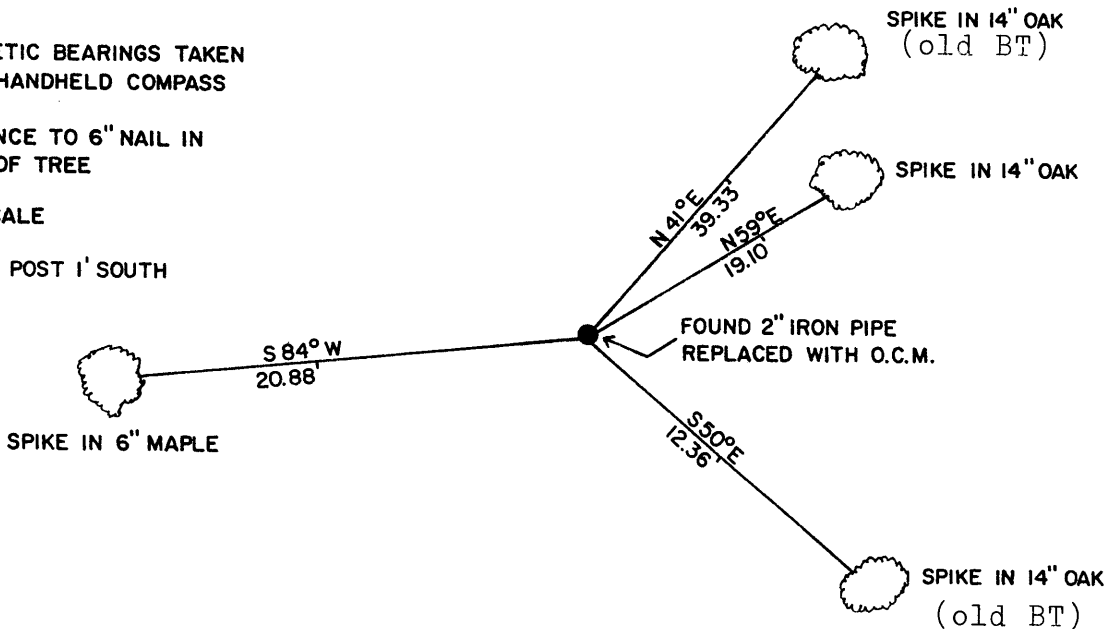 SPIKE IN 14" OAK
(old BT)
ETIC BEARINGS TAKEN
HANDHELD COMPASS
NCE TO 6" NAIL IN
OF TREE
SPIKE IN 14" OAK
CALE
N 41° E
39.33'
N59°E
19.10'
POST 1' SOUTH
FOUND 2" IRON PIPE
REPLACED WITH O.C.M.
S 84° W
20.88'
SPIKE IN 6" MAPLE
S50°E
12.36'
SPIKE IN 14" OAK
(old BT)